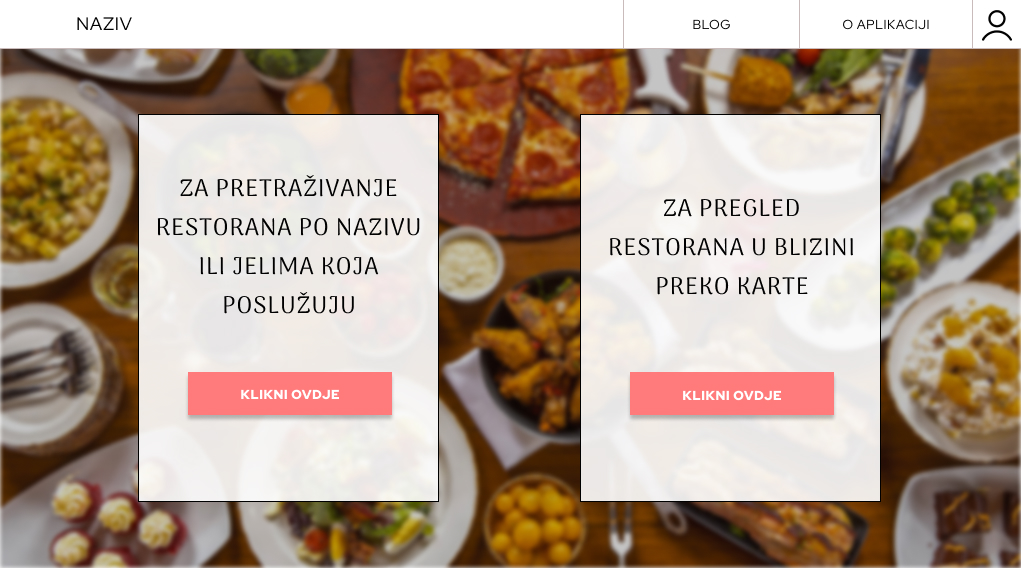 NAZIV
BLOG
O APLIKACIJI
ZA PRETRAŽIVANJE
RESTORANA PO NAZIVU
ILI JELIMA KOJA
POSLUŽUJU
KLIKNI OVDJE
ZA PREGLED
RESTORANA U BLIZINI
PREKO KARTE
KLIKNI OVDJE